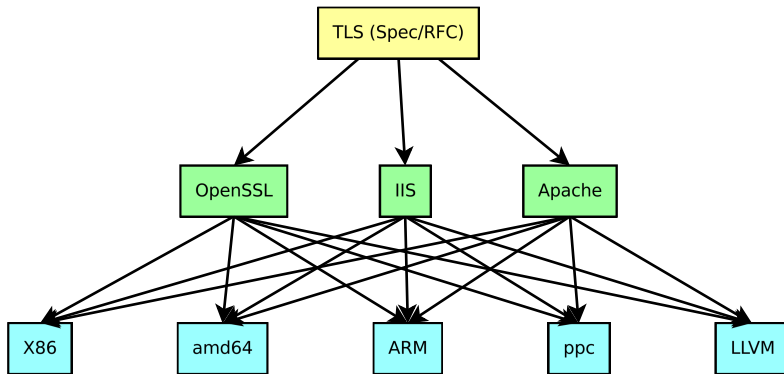 TLS (Spec/RFC)
OpenSSL
IIS
Apache
X86
amd64
ARM
ppc
LLVM